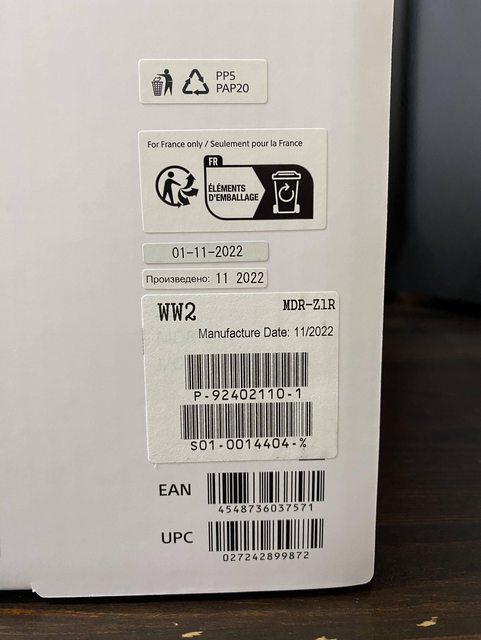 PP5
PAP20
For France only / Seulement pour la France
FR
ÉLÉMENTS
D'EMBALLAGE
01-11-2022
Произведено: 11 2022
WW2
MDR-Z1R
Manufacture Date: 11/2022
P-92402110-1
S01-0014404-%
EAN
4548736037571
UPC
027242899872